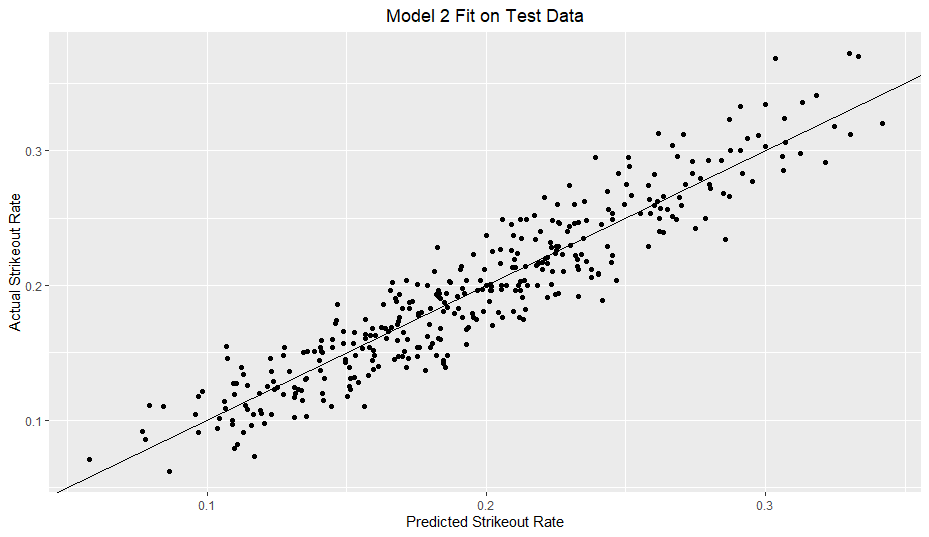 Model 2 Fit on Test Data
Actual Strikeout Rate
0.3
0.2
0.1
0.1 0.2 0.3
Predicted Strikeout Rate